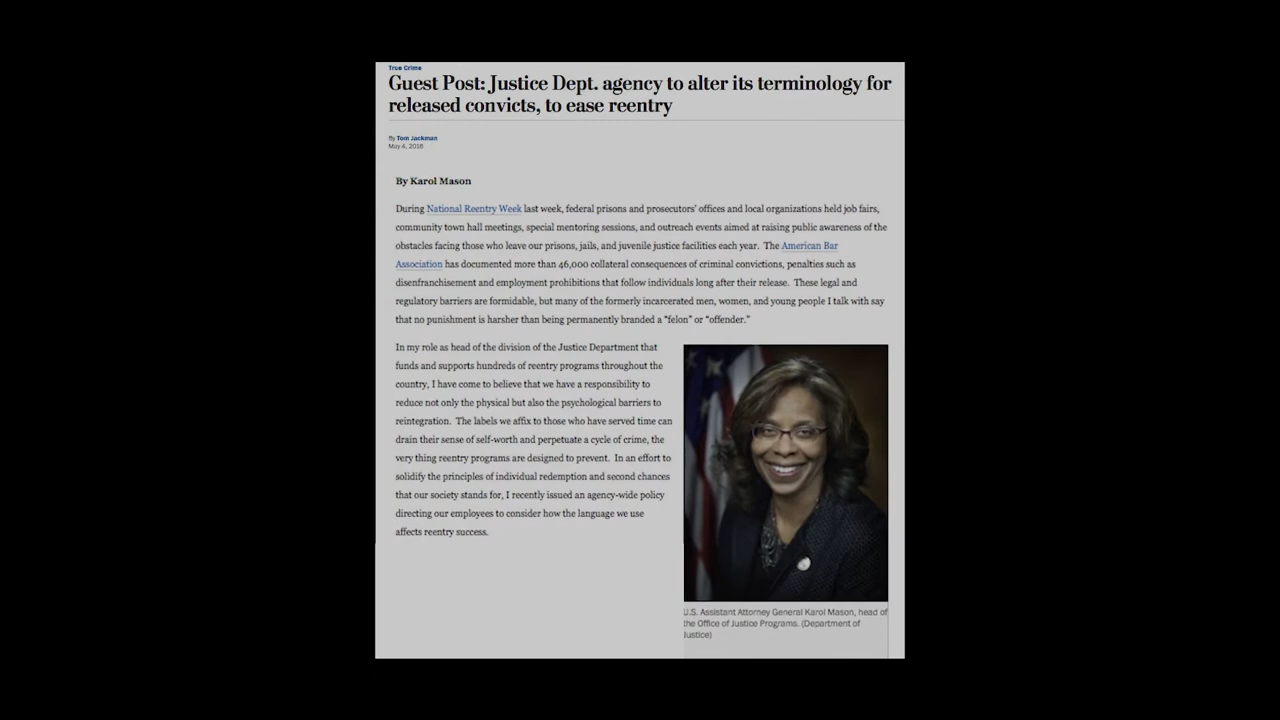 True Crime
Guest Post: Justice Dept. agency to alter its terminology for
released convicts, to ease reentry
By Tom Jackman
May 4, 2016
By Karol Mason
During National Reentry Week last week, federal prisons and prosecutors' offices and local organizations held job fairs,
community town hall meetings, special mentoring sessions, and outreach events aimed at raising public awareness of the
obstacles facing those who leave our prisons, jails, and juvenile justice facilities each year. The American Bar
Association has documented more than 46,000 collateral consequences of criminal convictions, penalties such as
disenfranchisement and employment prohibitions that follow individuals long after their release. These legal and
regulatory barriers are formidable, but many of the formerly incarcerated men, women, and young people I talk with say
that no punishment is harsher than being permanently branded a “felon” or “offender.”
In my role as head of the division of the Justice Department that
funds and supports hundreds of reentry programs throughout the
country, I have come to believe that we have a responsibility to
reduce not only the physical but also the psychological barriers to
reintegration. The labels we affix to those who have served time can
drain their sense of self-worth and perpetuate a cycle of crime, the
very thing reentry programs are designed to prevent. In an effort to
solidify the principles of individual redemption and second chances
that our society stands for, I recently issued an agency-wide policy
directing our employees to consider how the language we use
affects reentry success.
U.S. Assistant Attorney General Karol Mason, head of
the Office of Justice Programs. (Department of
Justice)